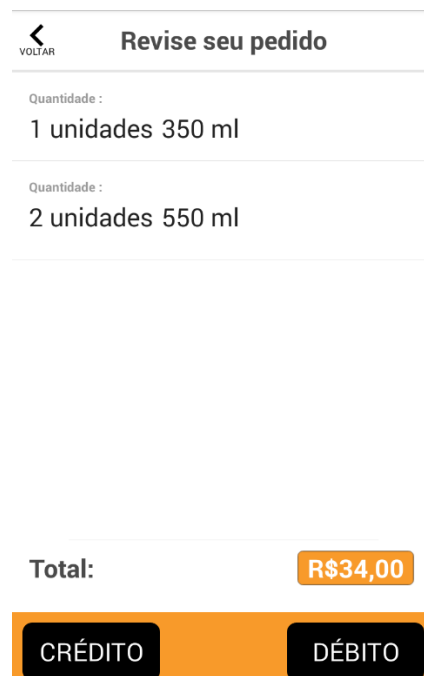 VOLTAR
Revise seu pedido
Quantidade :
1 unidades 350 ml
Quantidade :
2 unidades 550 ml
Total:
R$34,00
CRÉDITO
DÉBITO